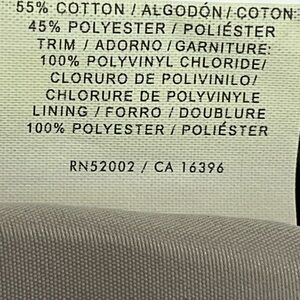 55% COTTON / ALGODÓN / COTON
45% POLYESTER / POLIÉSTER
TRIM / ADORNO / GARNITURE:
100% POLYVINYL CHLORIDE/
CLORURO DE POLIVINILO/
CHLORURE DE POLYVINYLE
LINING / FORRO / DOUBLURE
100% POLYESTER / POLIÉSTER
RN52002 / CA 16396